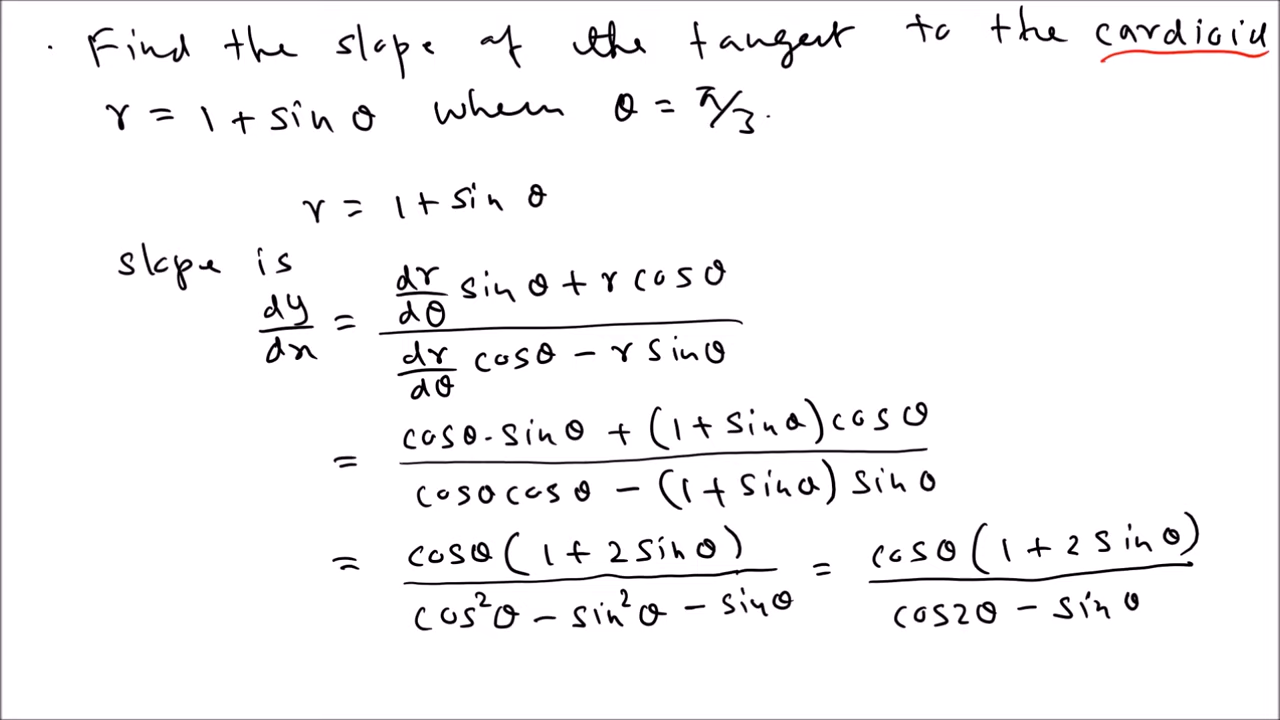 . Find the slope of the tangent to the cardioid
r = 1 + sin θ when θ = π/3.
r = 1 + sin θ
slope is
dy/dx = (dr/dθ sin θ + r cos θ) / (dr/dθ cos θ − r sin θ)
= (cos θ · sin θ + (1 + sin θ) cos θ) / (cos θ cos θ − (1 + sin θ) sin θ)
= cos θ (1 + 2 sin θ) / (cos²θ − sin²θ − sin θ) = cos θ (1 + 2 sin θ) / (cos 2θ − sin θ)